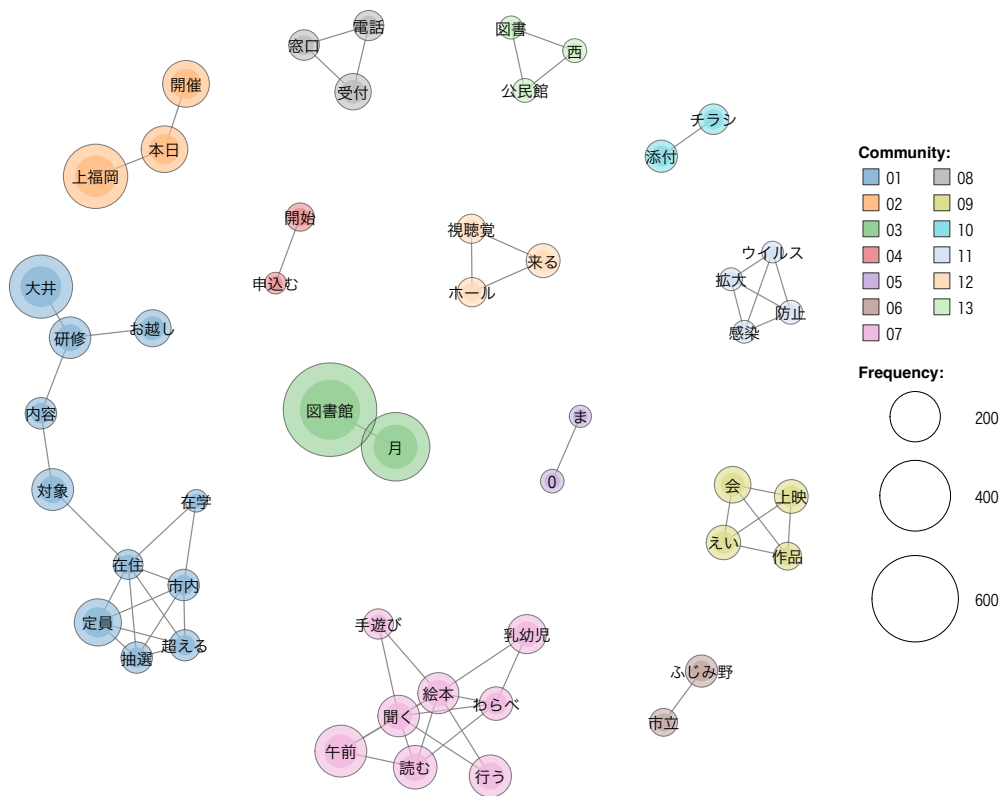 電話
窓口
受付
図書
西
公民館
開催
本日
上福岡
チラシ
添付
開始
申込む
視聴覚
来る
ホール
ウイルス
拡大
防止
感染
大井
研修
お越し
内容
対象
在学
在住
市内
定員
超える
抽選
図書館
月
ま
0
会
上映
えい
作品
手遊び
乳幼児
絵本
わらべ
聞く
午前
読む
行う
ふじみ野
市立
Community:
01
02
03
04
05
06
07
08
09
10
11
12
13
Frequency:
200
400
600